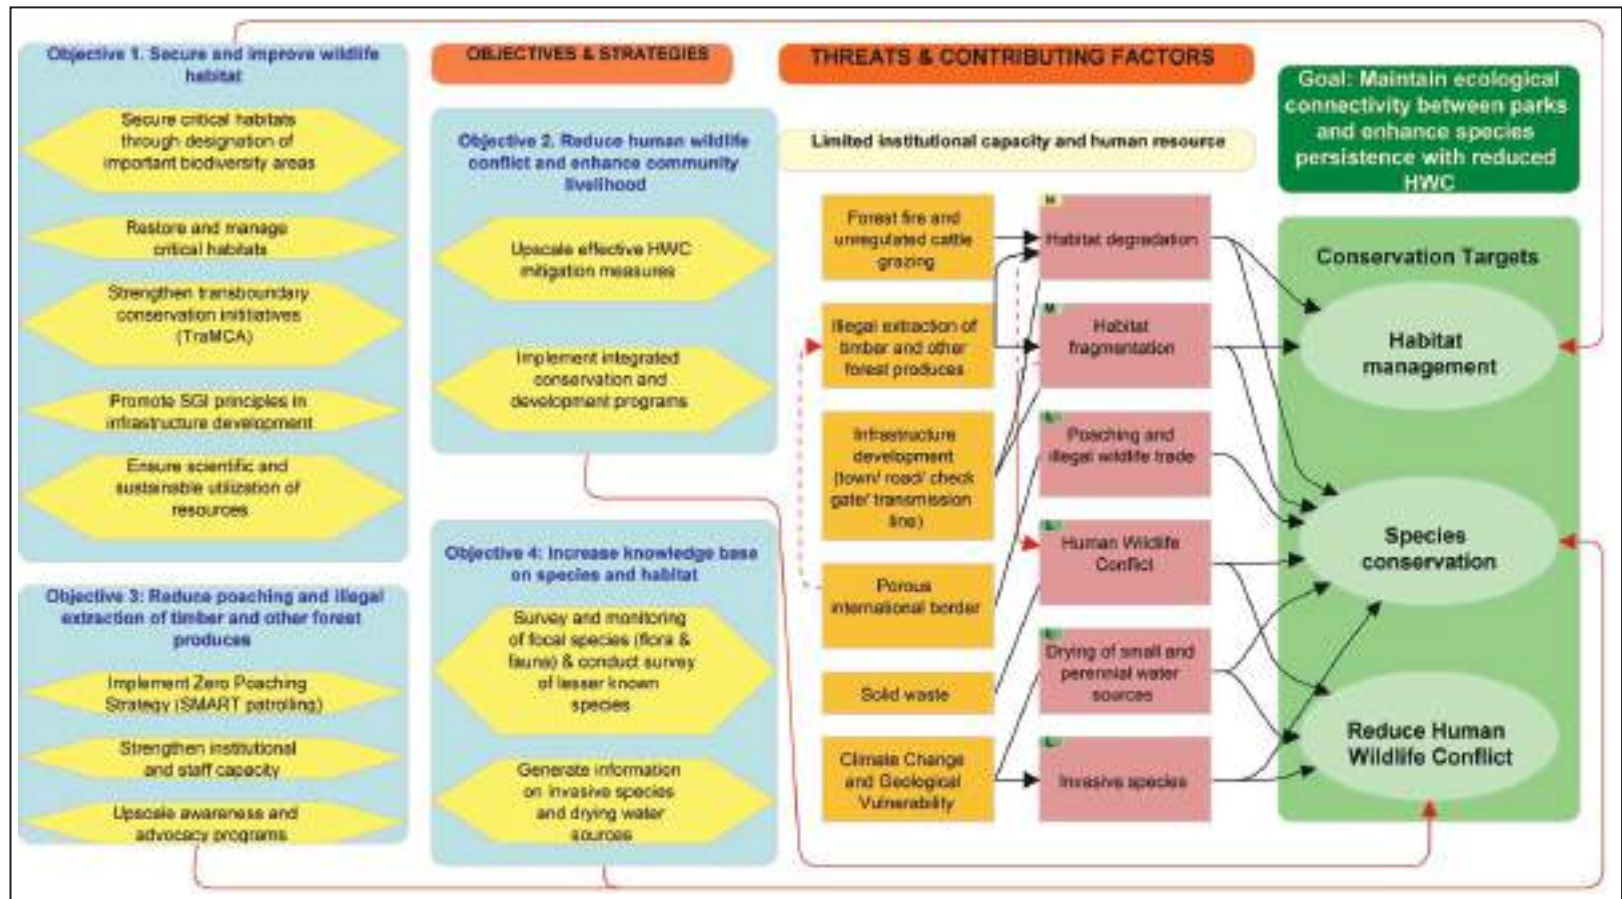 Objective 1. Secure and improve wildlife
habitat
Secure critical habitats
through designation of
important biodiversity areas
Restore and manage
critical habitats
Strengthen transboundary
conservation inititiatives
(TraMCA)
Promote SGI principles in
infrastructure development
Ensure scientific and
sustainable utilization of
resources
Objective 3: Reduce poaching and illegal
extraction of timber and other forest
produces
Implement Zero Poaching
Strategy (SMART patrolling)
Strengthen institutional
and staff capacity
Upscale awareness and
advocacy programs
OBJECTIVES & STRATEGIES
Objective 2. Reduce human wildlife
conflict and enhance community
livelihood
Upscale effective HWC
mitigation measures
Implement integrated
conservation and
development programs
Objective 4: Increase knowledge base
on species and habitat
Survey and monitoring
of focal species (flora &
fauna) & conduct survey
of lesser known
species
Generate information
on invasive species
and drying water
sources
THREATS & CONTRIBUTING FACTORS
Limited institutional capacity and human resource
Forest fire and
unregulated cattle
grazing
Illegal extraction of
timber and other
forest produces
Infrastructure
development
(town/ road/ check
gate/ transmission
line)
Porous
international border
Solid waste
Climate Change
and Geological
Vulnerability
H
Habitat degradation
M
Habitat
fragmentation
L
Poaching and
illegal wildlife trade
L
Human Wildlife
Conflict
L
Drying of small and
perennial water
sources
L
Invasive species
Goal: Maintain ecological
connectivity between parks
and enhance species
persistence with reduced
HWC
Conservation Targets
Habitat
management
Species
conservation
Reduce Human
Wildlife Conflict